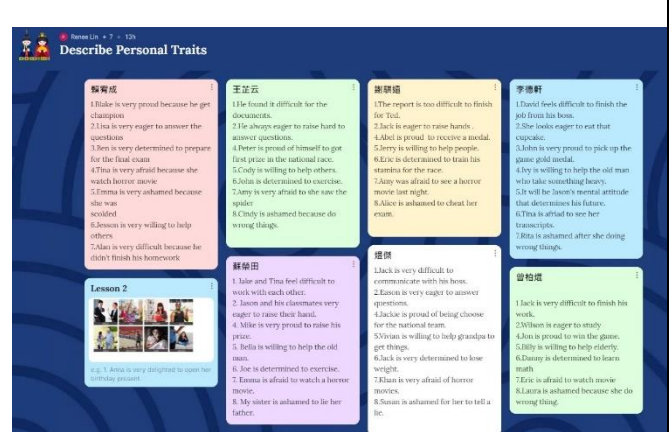 Renee Lin + 7 • 13h
Describe Personal Traits
賴宥成
1.Blake is very proud because he get
champion
2.Lisa is very eager to answer the
questions
3.Ben is very determined to prepare
for the final exam
4.Tina is very afraid because she
watch horror movie
5.Emma is very ashamed because
she was
scolded
6.Jesson is very willing to help
others
7.Alan is very difficult because he
didn't finish his homework
Lesson 2
e.g. 1. Anna is very delighted to open her
birthday present.
王芷云
1.He found it difficult for the
documents.
2.He always eager to raise hard to
answer questions.
4.Peter is proud of himself to got
first prize in the national race.
5.Cody is willing to help others.
6.John is determined to exercise.
7.Amy is very afraid to she saw the
spider
8.Cindy is ashamed because do
wrong things.
蘇榮田
1. Jake and Tina feel difficult to
work with each other.
2. Jason and his classmates very
eager to raise their hand.
4. Mike is very proud to raise his
prize.
5. Bella is willing to help the old
man.
6. Joe is determined to exercise.
7. Emma is afraid to watch a horror
movie.
8. My sister is ashamed to lie her
father.
謝騏遠
1.The report is too difficult to finish
for Ted.
2.Jack is eager to raise hands .
4.Abel is proud to receive a medal.
5.Jerry is willing to help people.
6.Eric is determined to train his
stamina for the race.
7.Amy was afraid to see a horror
movie last night.
8.Alice is ashamed to cheat her
exam.
1.Jack is very difficult to
communicate with his boss.
2.Eason is very eager to answer
questions.
4.Jackie is proud of being choose
for the national team.
5.Vivian is willing to help grandpa to
get things.
6.Jack is very determined to lose
weight.
7.Khan is very afraid of horror
movies.
8.Susan is ashamed for her to tell a
lie.
李德軒
1.David feels difficult to finish the
job from his boss.
2.She looks eager to eat that
cupcake.
3.John is very proud to pick up the
game gold medal.
4.Ivy is willing to help the old man
who take something heavy.
5.It will be Jason's mental attitude
that determines his future.
6.Tina is afriad to see her
transcripts.
7.Rita is ashamed after she doing
wrong things.
曾柏焜
1.Jack is very difficult to finish his
work.
2.Wilson is eager to study
4.Jon is proud to win the game.
5.Billy is willing to help elderly.
6.Danny is determined to learn
math
7.Eric is afraid to watch movie
8.Laura is ashamed because she do
wrong thing.